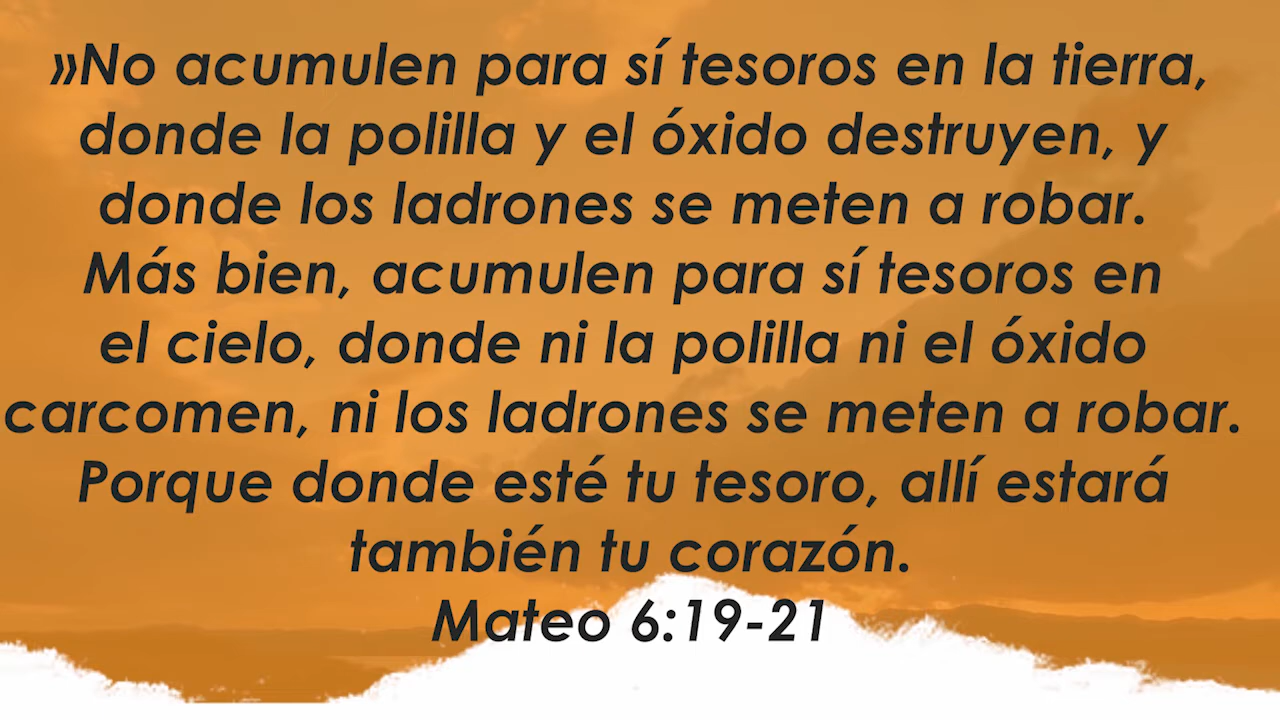 »No acumulen para sí tesoros en la tierra,
donde la polilla y el óxido destruyen, y
donde los ladrones se meten a robar.
Más bien, acumulen para sí tesoros en
el cielo, donde ni la polilla ni el óxido
carcomen, ni los ladrones se meten a robar.
Porque donde esté tu tesoro, allí estará
también tu corazón.
Mateo 6:19-21